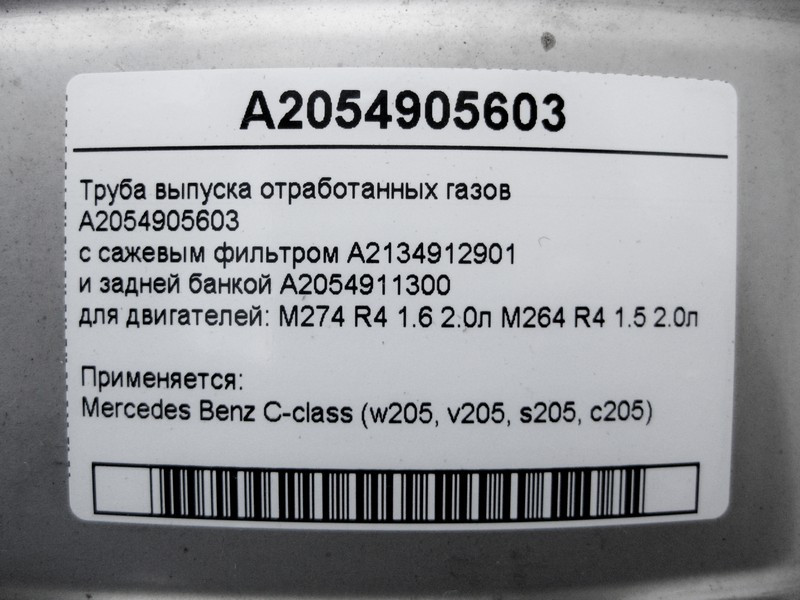 A2054905603
Труба выпуска отработанных газов
A2054905603
с сажевым фильтром A2134912901
и задней банкой A2054911300
для двигателей: M274 R4 1.6 2.0л M264 R4 1.5 2.0л
Применяется:
Mercedes Benz C-class (w205, v205, s205, c205)